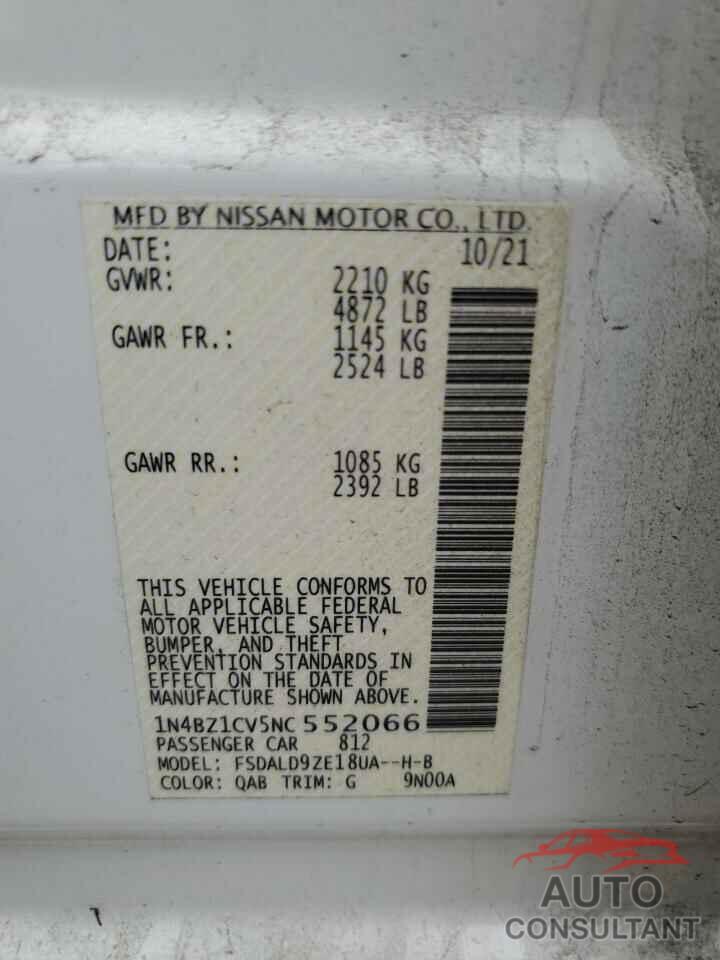 MFD BY NISSAN MOTOR CO., LTD.
DATE: 10/21
GVWR: 2210 KG
4872 LB
GAWR FR.: 1145 KG
2524 LB
GAWR RR.: 1085 KG
2392 LB
THIS VEHICLE CONFORMS TO
ALL APPLICABLE FEDERAL
MOTOR VEHICLE SAFETY,
BUMPER, AND THEFT
PREVENTION STANDARDS IN
EFFECT ON THE DATE OF
MANUFACTURE SHOWN ABOVE.
1N4BZ1CV5NC 552066
PASSENGER CAR 812
MODEL: FSDALD9ZE18UA--H-B
COLOR: QAB TRIM: G 9N00A
AUTO
CONSULTANT